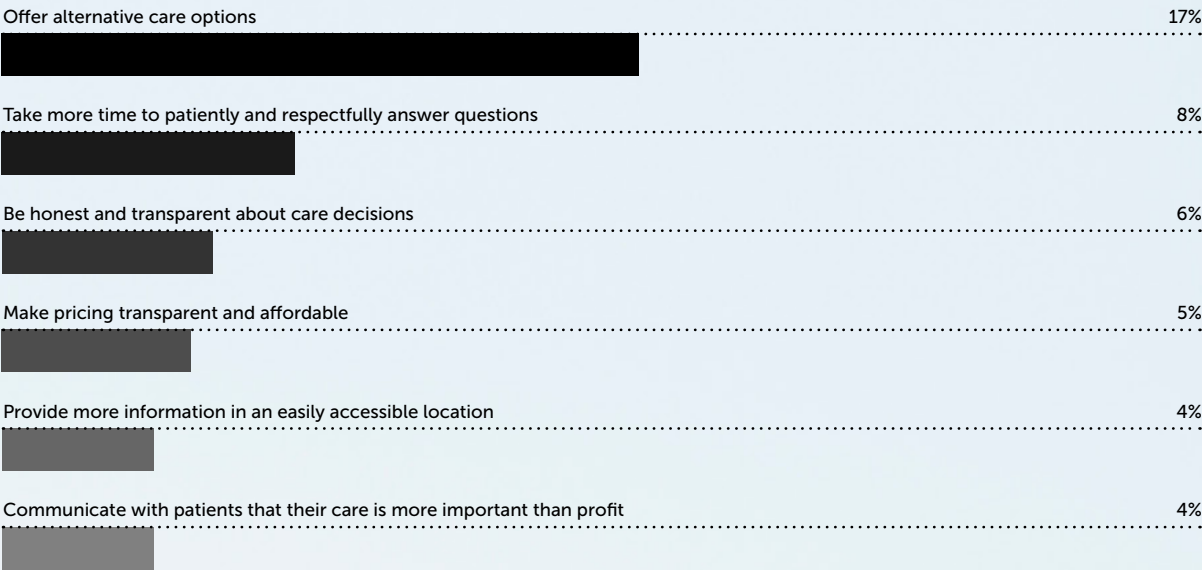 Offer alternative care options 17%
Take more time to patiently and respectfully answer questions 8%
Be honest and transparent about care decisions 6%
Make pricing transparent and affordable 5%
Provide more information in an easily accessible location 4%
Communicate with patients that their care is more important than profit 4%